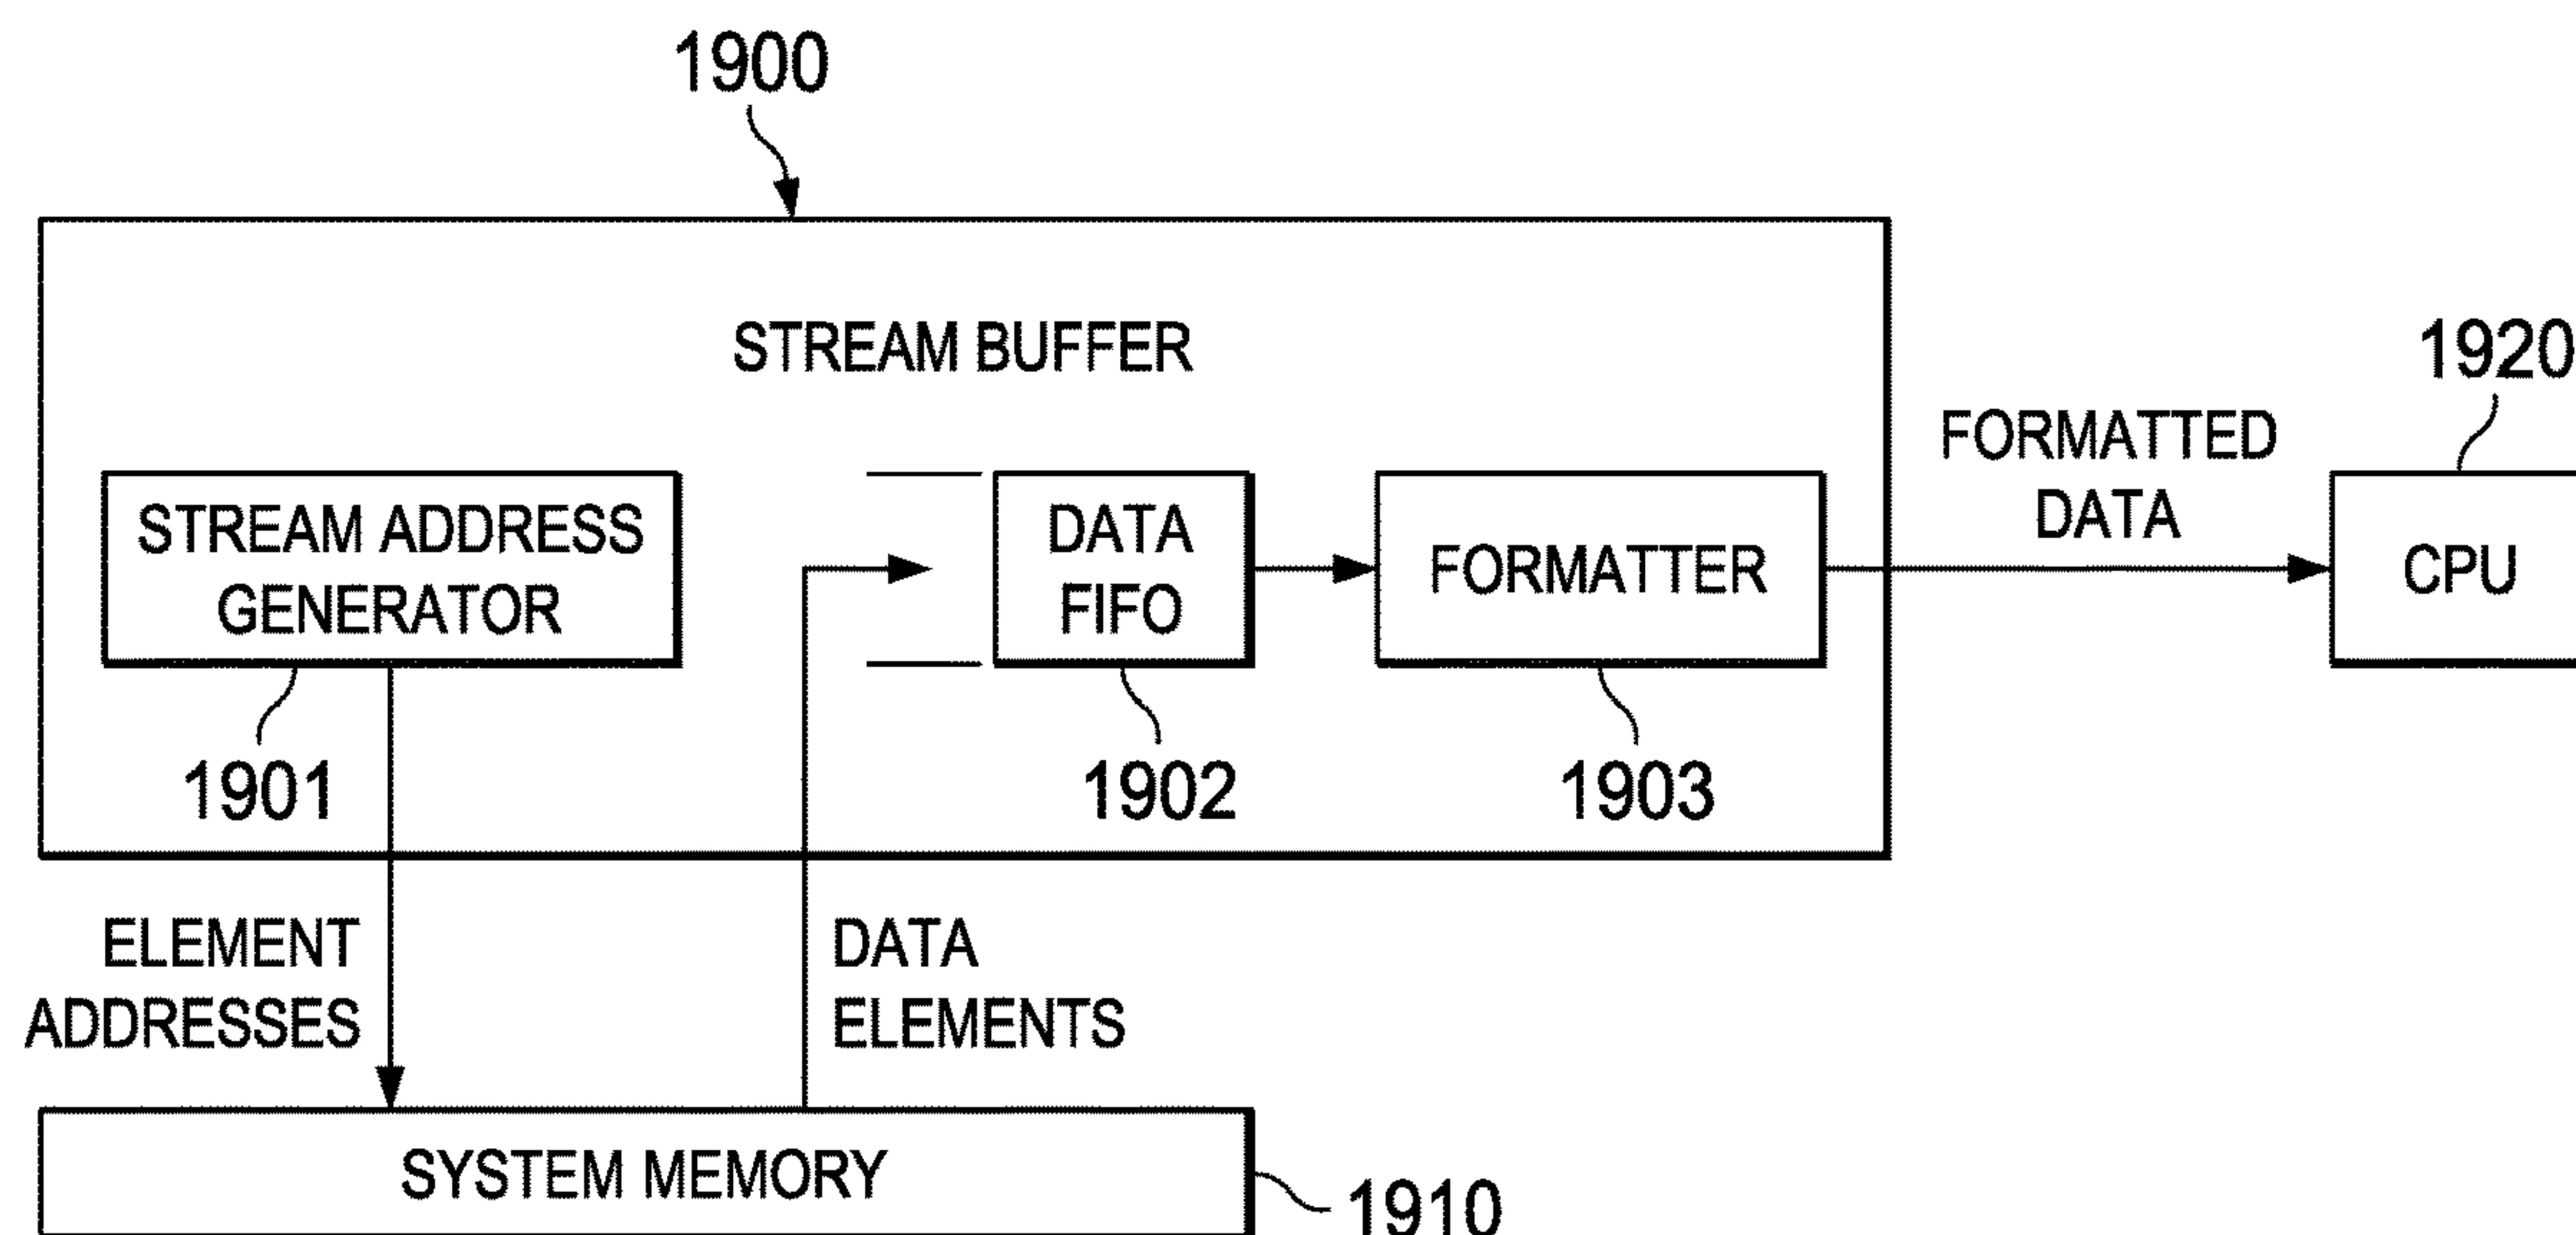 1900
STREAM BUFFER
1920
FORMATTED
DATA
STREAM ADDRESS
GENERATOR
DATA
FIFO
FORMATTER
CPU
1901
1902
1903
ELEMENT
ADDRESSES
DATA
ELEMENTS
SYSTEM MEMORY
1910